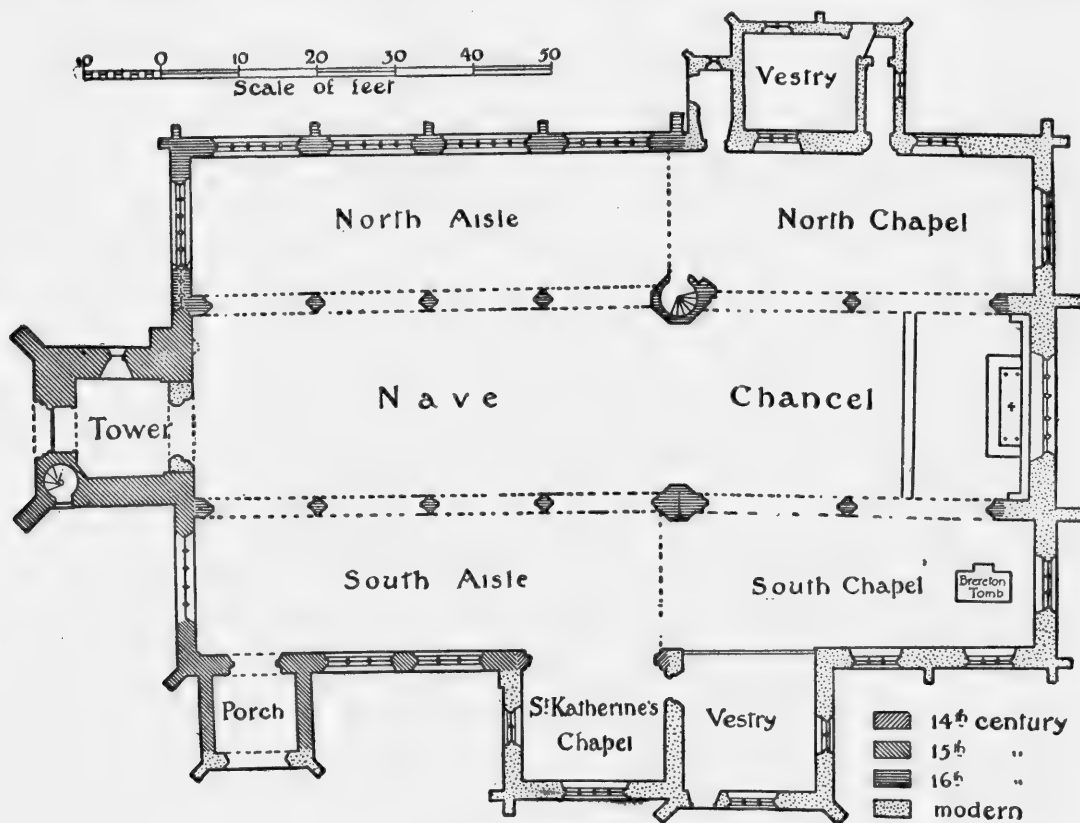 10 0 10 20 30 40 50
Scale of feet
Vestry
North Aisle
North Chapel
Nave
Chancel
Tower
South Aisle
South Chapel
Brereton
Tomb
Porch
St Katherine's
Chapel
Vestry
14th century
15th "
16th "
modern